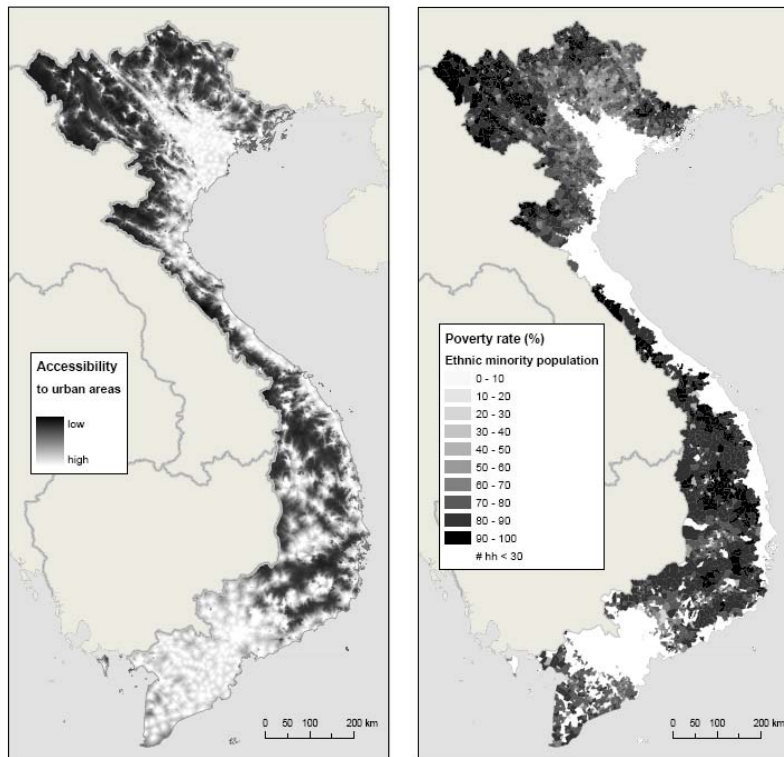 Accessibility
to urban areas
low
high
0 50 100 200 km
Poverty rate (%)
Ethnic minority population
0 - 10
10 - 20
20 - 30
30 - 40
40 - 50
50 - 60
60 - 70
70 - 80
80 - 90
90 - 100
# hh < 30
0 50 100 200 km